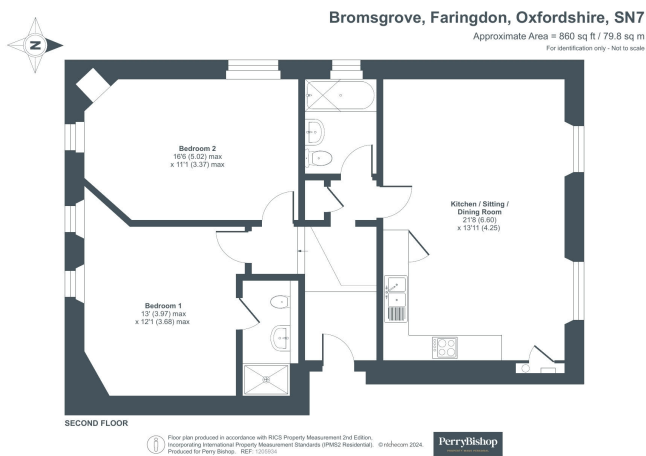 Bromsgrove, Faringdon, Oxfordshire, SN7
Approximate Area = 860 sq ft / 79.8 sq m
For identification only - Not to scale
N
Bedroom 2
16'6 (5.02) max
x 11'1 (3.37) max
Kitchen / Sitting /
Dining Room
21'8 (6.60)
x 13'11 (4.25)
Bedroom 1
13' (3.97) max
x 12'1 (3.68) max
SECOND FLOOR
Floor plan produced in accordance with RICS Property Measurement 2nd Edition,
Incorporating International Property Measurement Standards (IPMS2 Residential). © nichecom 2024.
Produced for Perry Bishop. REF: 1205934
PerryBishop